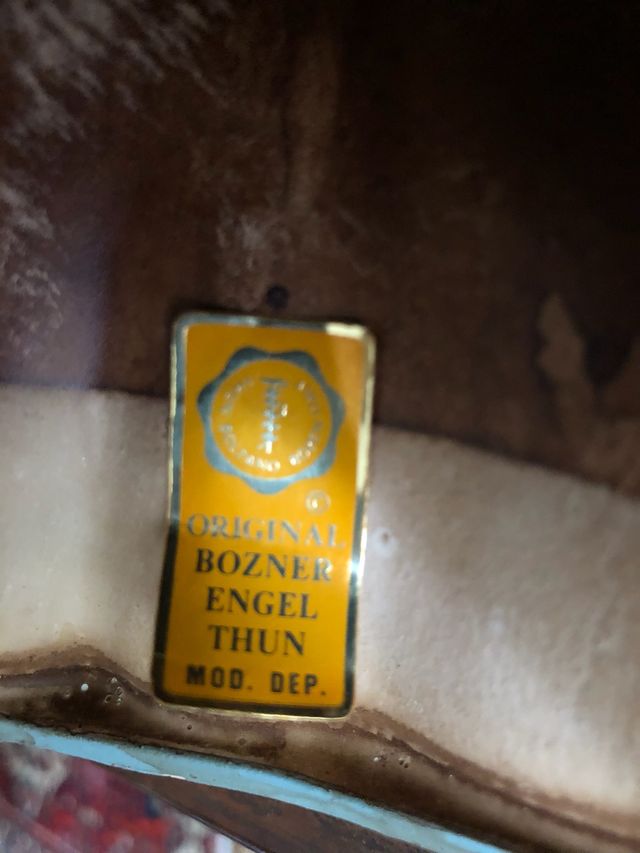 ©
ORIGINAL
BOZNER
ENGEL
THUN
MOD. DEP.